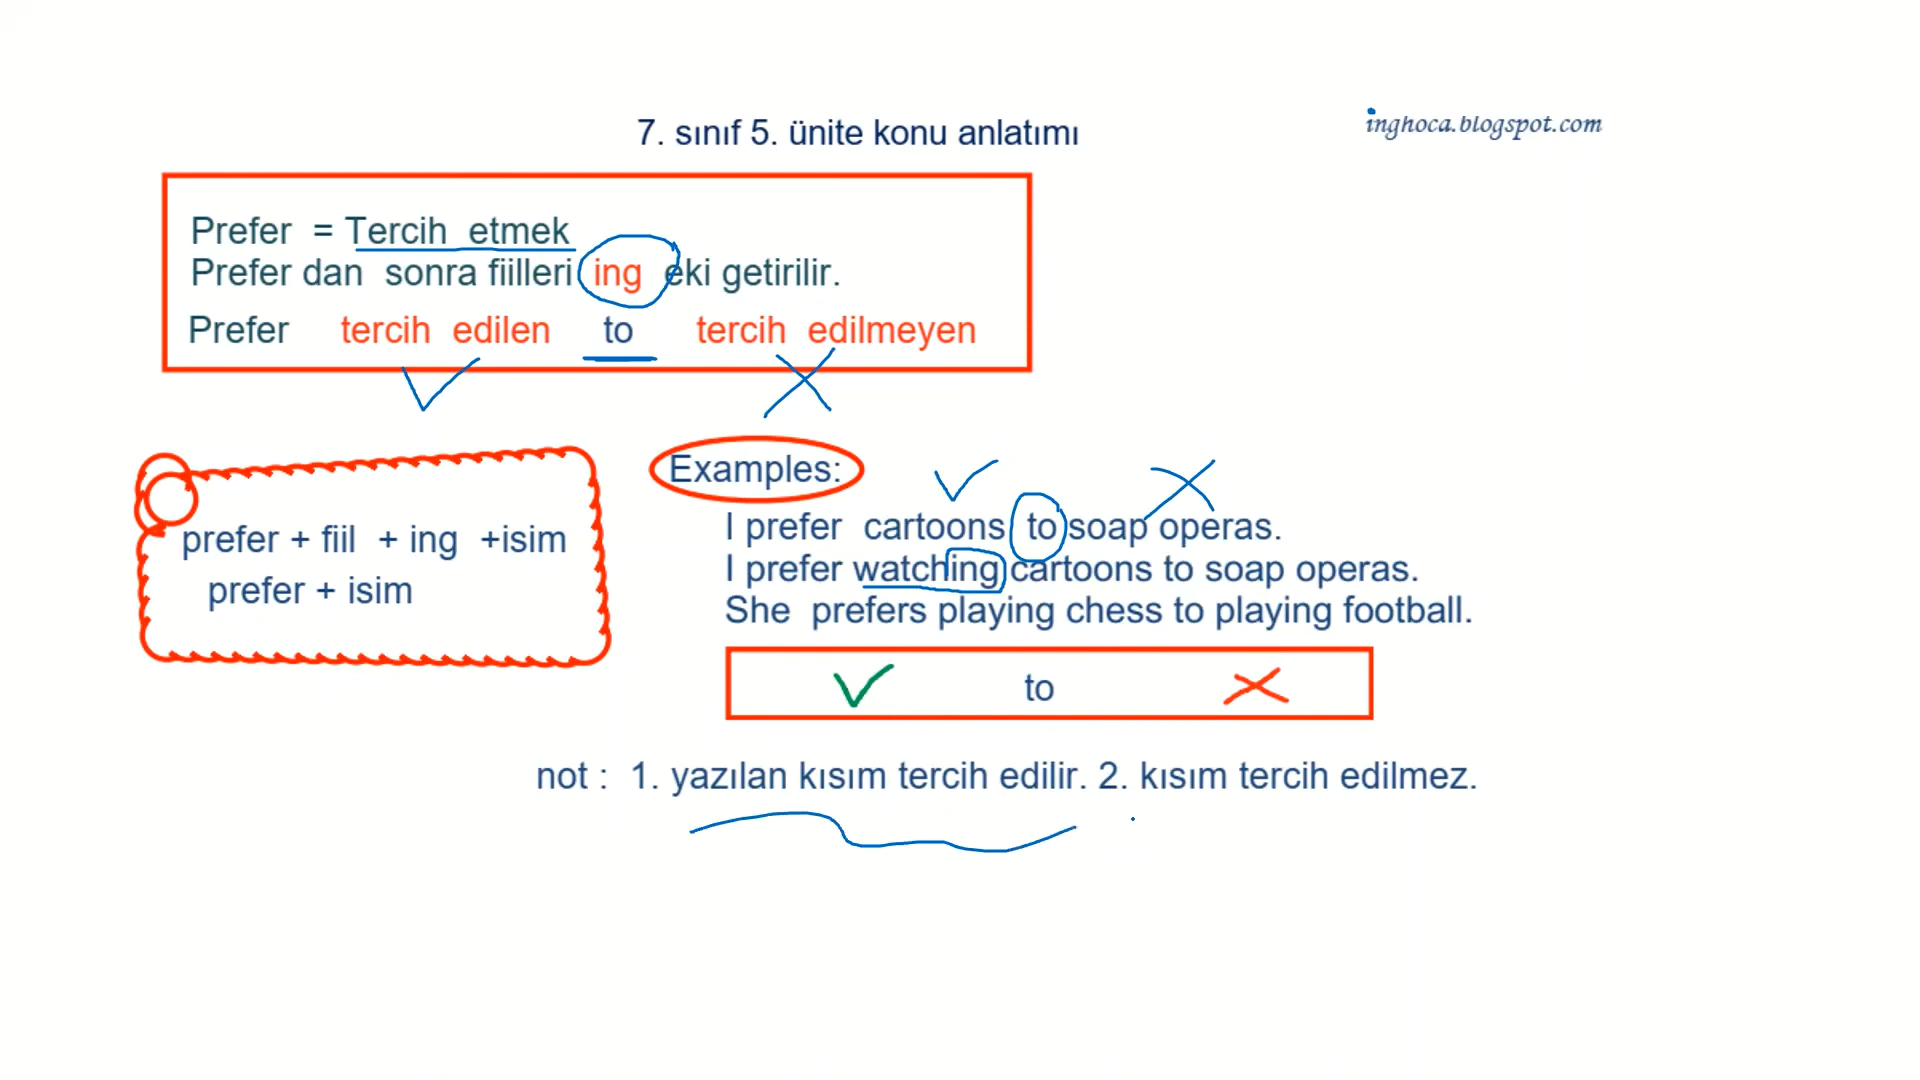 7. sınıf 5. ünite konu anlatımı
inghoca.blogspot.com
Prefer = Tercih etmek
Prefer dan sonra fiilleri ing eki getirilir.
Prefer tercih edilen to tercih edilmeyen
prefer + fiil + ing +isim
prefer + isim
Examples:
I prefer cartoons to soap operas.
I prefer watching cartoons to soap operas.
She prefers playing chess to playing football.
to
not : 1. yazılan kısım tercih edilir. 2. kısım tercih edilmez.